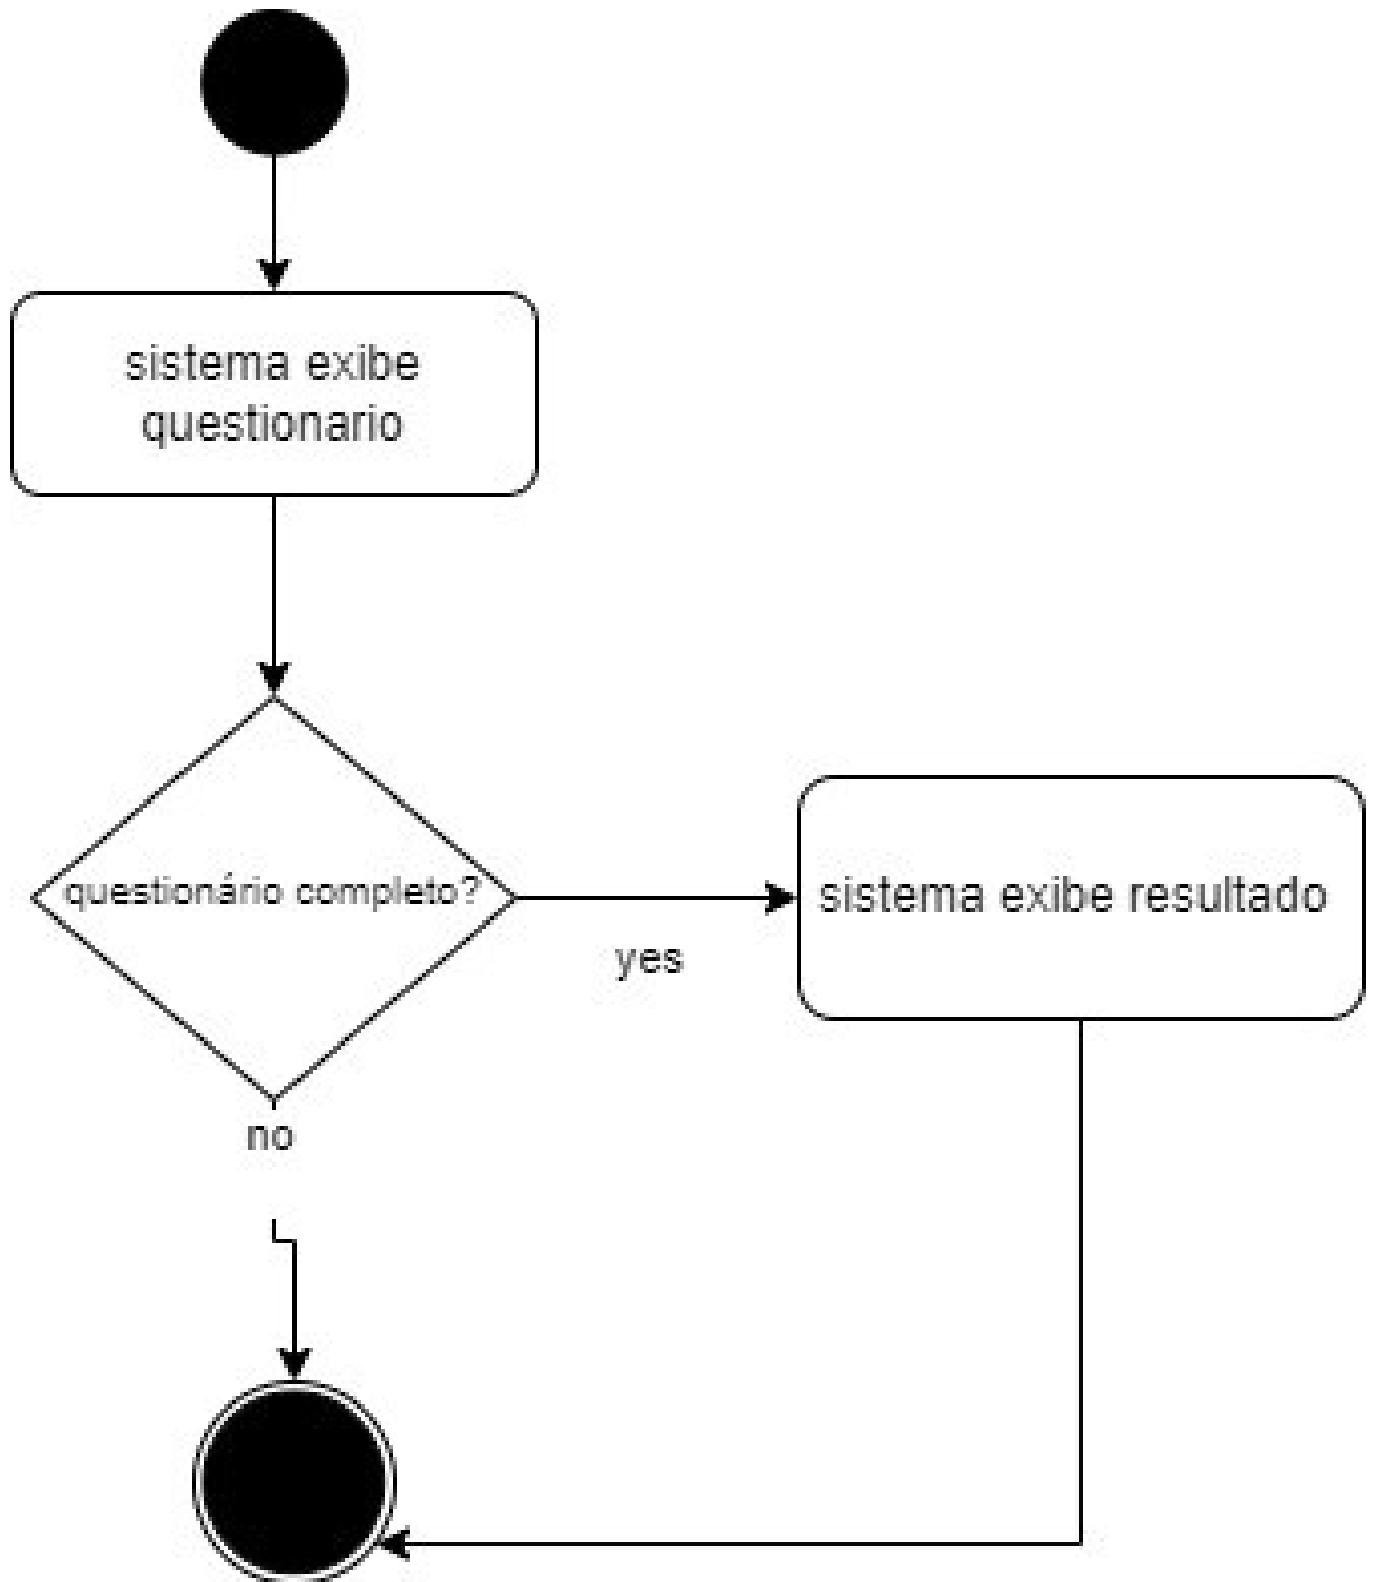 sistema exibe
questionario
questionário completo?
sistema exibe resultado
yes
no